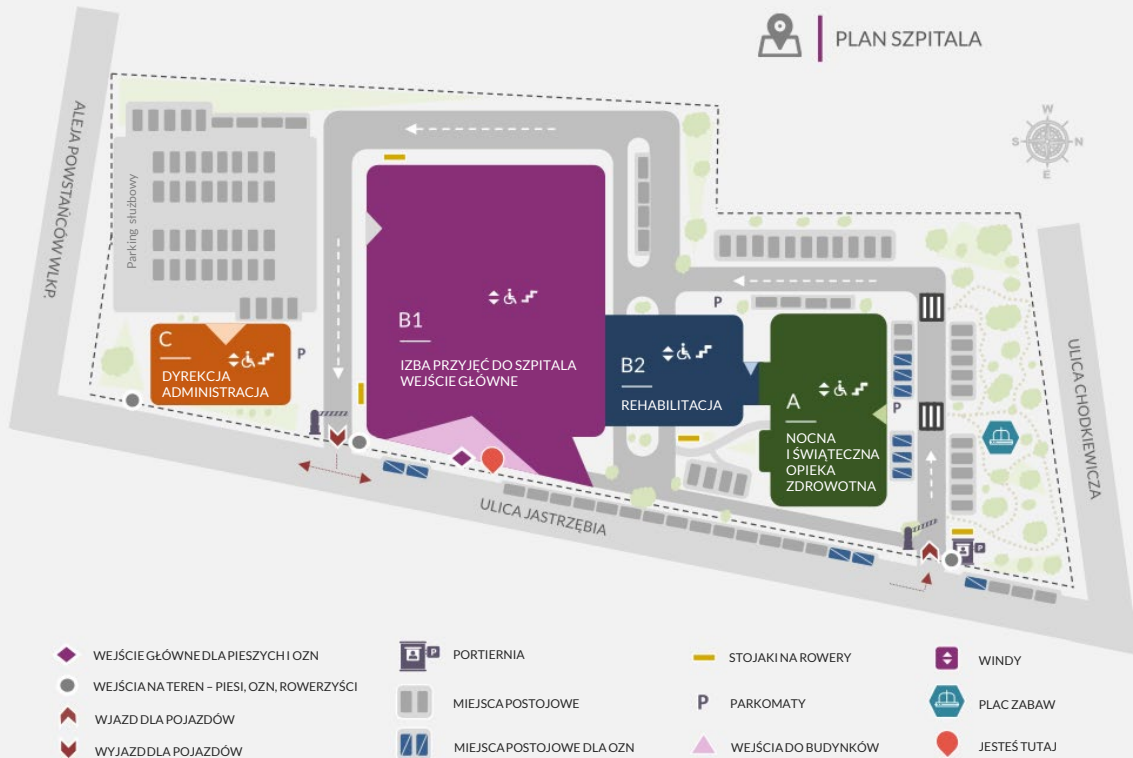 PLAN SZPITALA
W
S
N
E
ALEJA POWSTAŃCÓW WLKP.
Parking służbowy
C
DYREKCJA
ADMINISTRACJA
P
B1
IZBA PRZYJĘĆ DO SZPITALA
WEJŚCIE GŁÓWNE
B2
REHABILITACJA
P
A
NOCNA
I ŚWIĄTECZNA
OPIEKA
ZDROWOTNA
P
P
ULICA CHODKIEWICZA
ULICA JASTRZĘBIA
WEJŚCIE GŁÓWNE DLA PIESZYCH I OZN
WEJŚCIA NA TEREN – PIESI, OZN, ROWERZYŚCI
WJAZD DLA POJAZDÓW
WYJAZD DLA POJAZDÓW
P
PORTIERNIA
MIEJSCA POSTOJOWE
MIEJSCA POSTOJOWE DLA OZN
STOJAKI NA ROWERY
P
PARKOMATY
WEJŚCIA DO BUDYNKÓW
WINDY
PLAC ZABAW
JESTEŚ TUTAJ